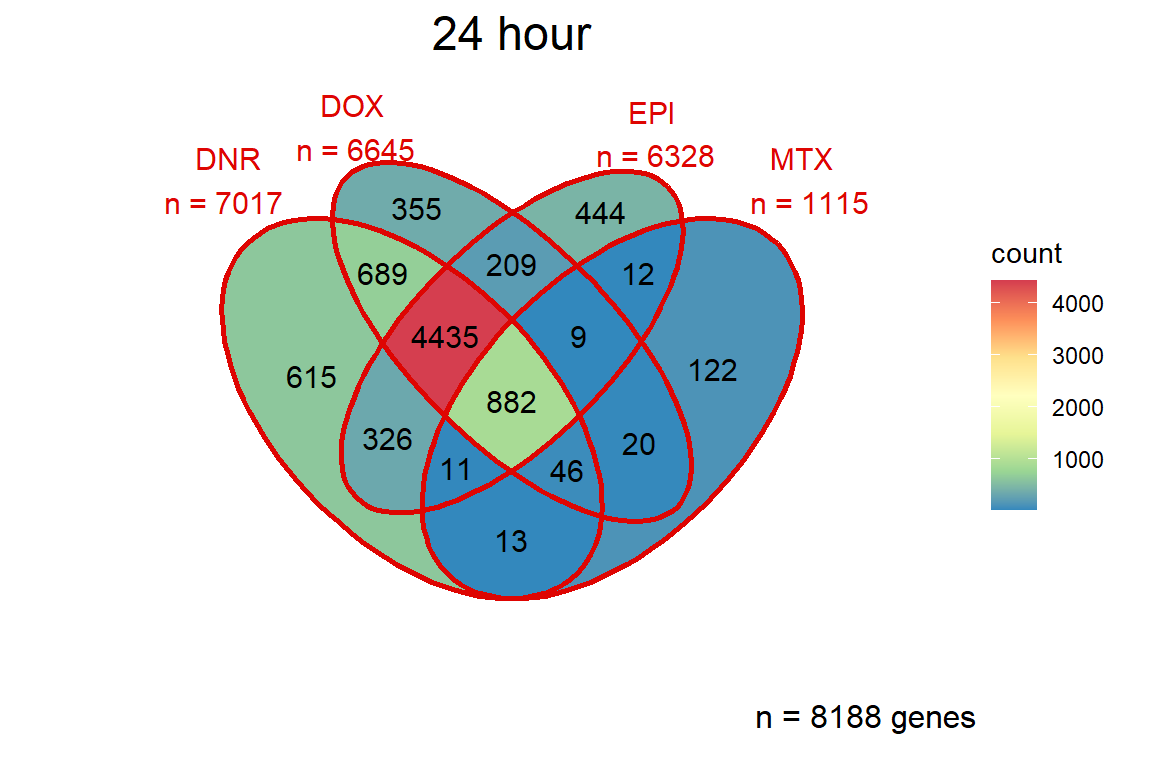 24 hour
DOX
n = 6645
EPI
n = 6328
DNR
n = 7017
MTX
n = 1115
355
444
689
209
12
4435
9
615
122
882
326
20
11
46
13
count
4000
3000
2000
1000
n = 8188 genes